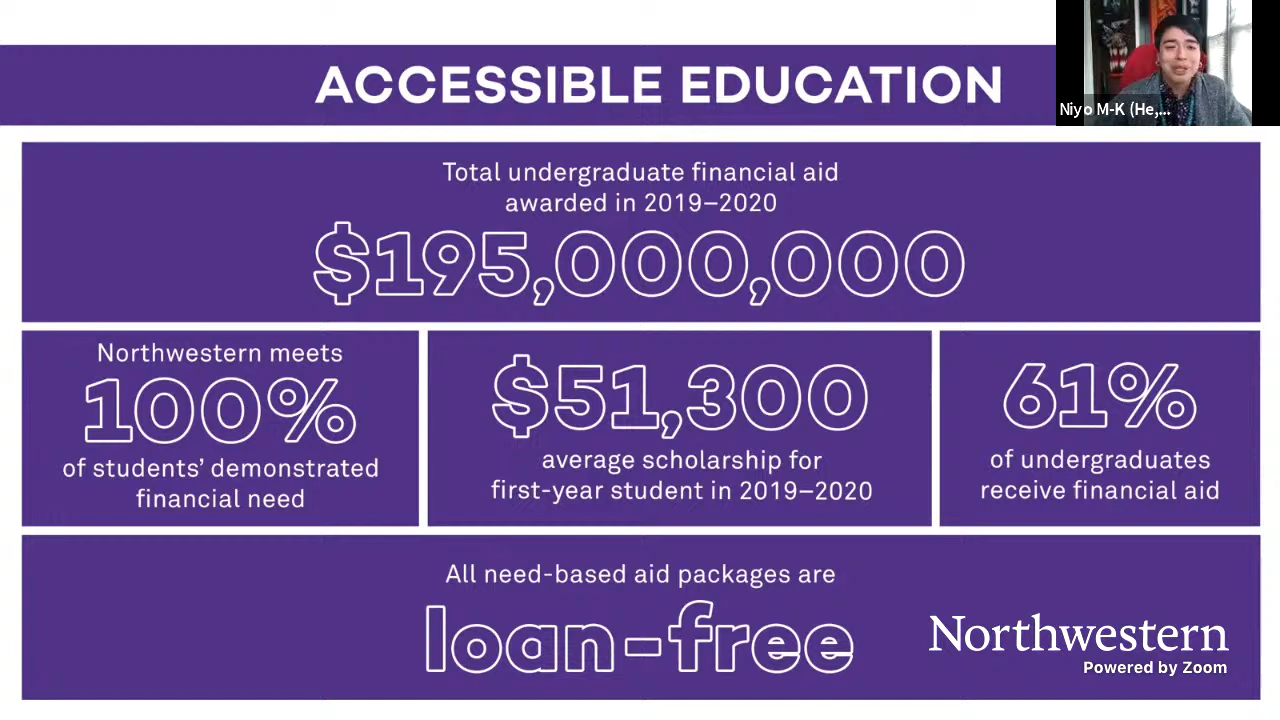 ACCESSIBLE EDUCATION
Niyo M-K (He,...
Total undergraduate financial aid
awarded in 2019–2020
$195,000,000
Northwestern meets
100%
of students’ demonstrated
financial need
$51,300
average scholarship for
first-year student in 2019–2020
61%
of undergraduates
receive financial aid
All need-based aid packages are
loan-free
Northwestern
Powered by Zoom